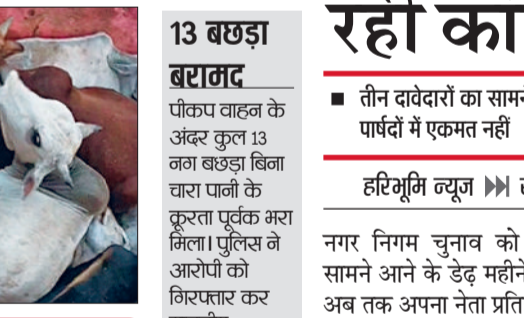 13 बछड़ा
बरामद
पीकप वाहन के
अंदर कुल 13
नग बछड़ा बिना
चारा पानी के
क्रूरता पूर्वक भरा
मिला। पुलिस ने
आरोपी को
गिरफ्तार कर
रही का
■ तीन दावेदारों का सामने
पार्षदों में एकमत नहीं
हरिभूमि न्यूज
नगर निगम चुनाव को
सामने आने के डेढ़ महीने
अब तक अपना नेता प्रति